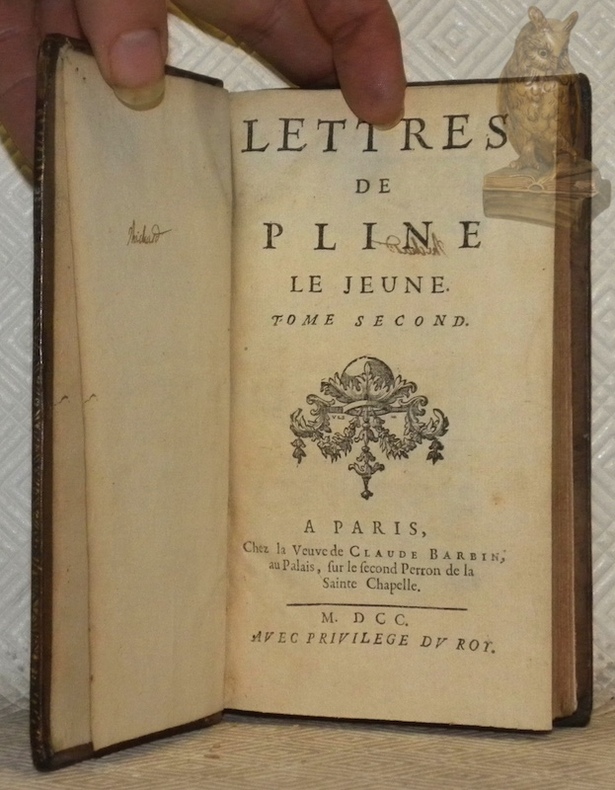 LETTRES
DE
PLINE
LE JEUNE.
TOME SECOND.
A PARIS,
Chez la Veuve de CLAUDE BARBIN,
au Palais, ſur le ſecond Perron de la
Sainte Chapelle.
M. DCC.
AVEC PRIVILEGE DV ROY.